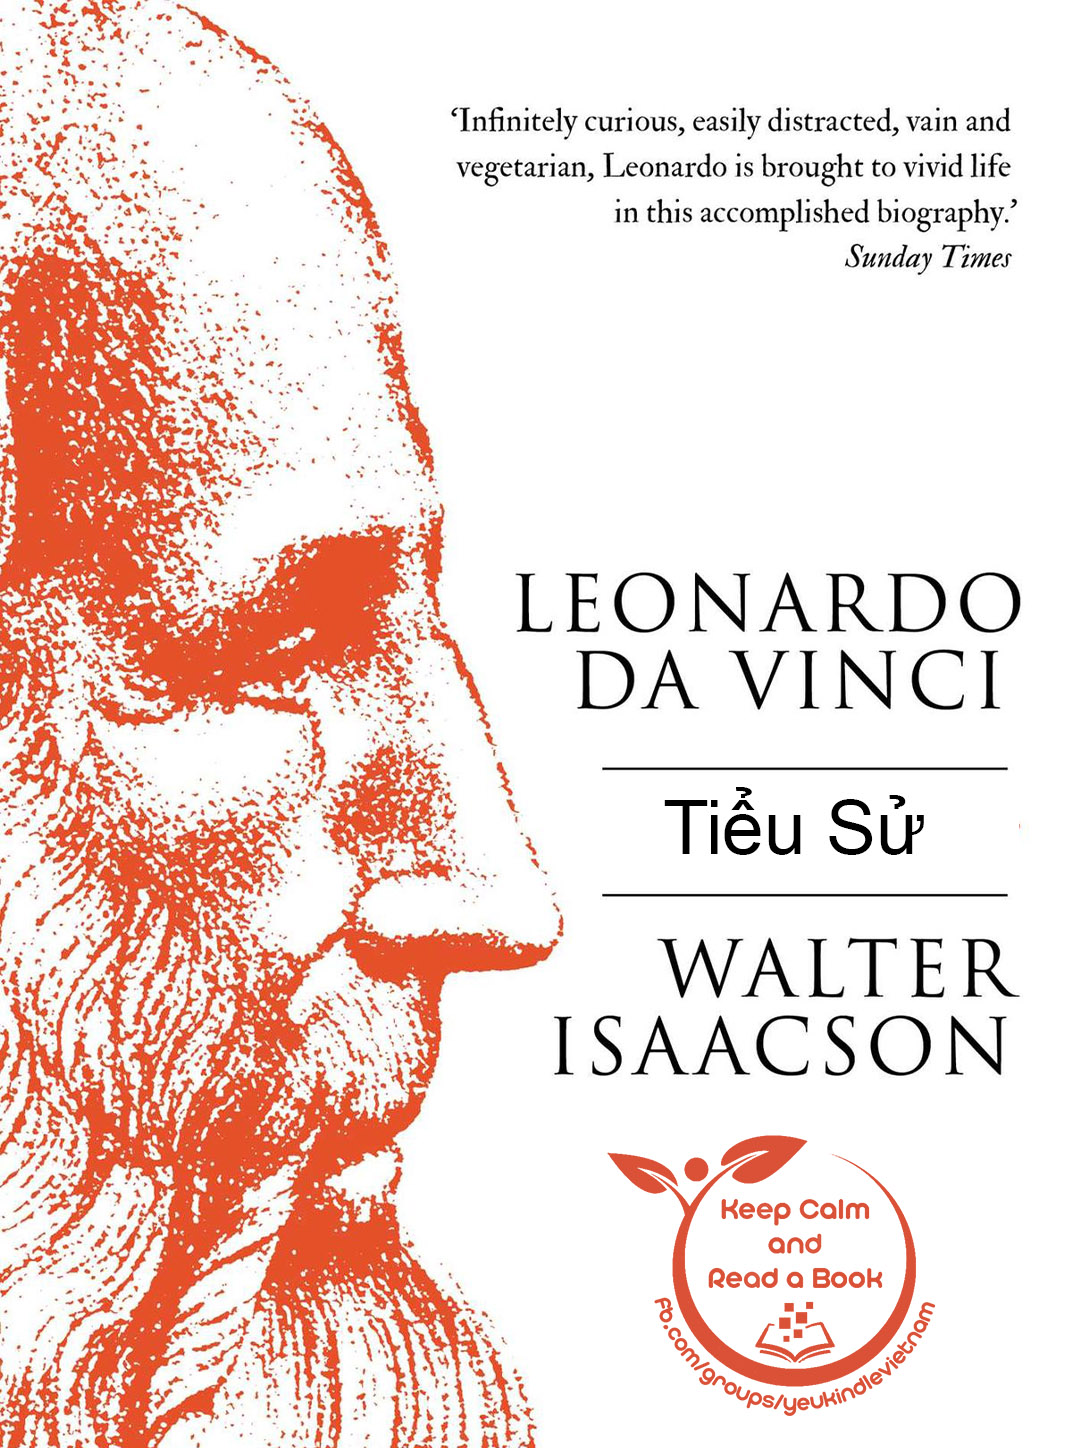 ‘Infinitely curious, easily distracted, vain and
vegetarian, Leonardo is brought to vivid life
in this accomplished biography.’
Sunday Times
LEONARDO
DA VINCI
Tiểu Sử
WALTER
ISAACSON
Keep Calm
and
Read a Book
fb.com/groups/yeukindlevietnam